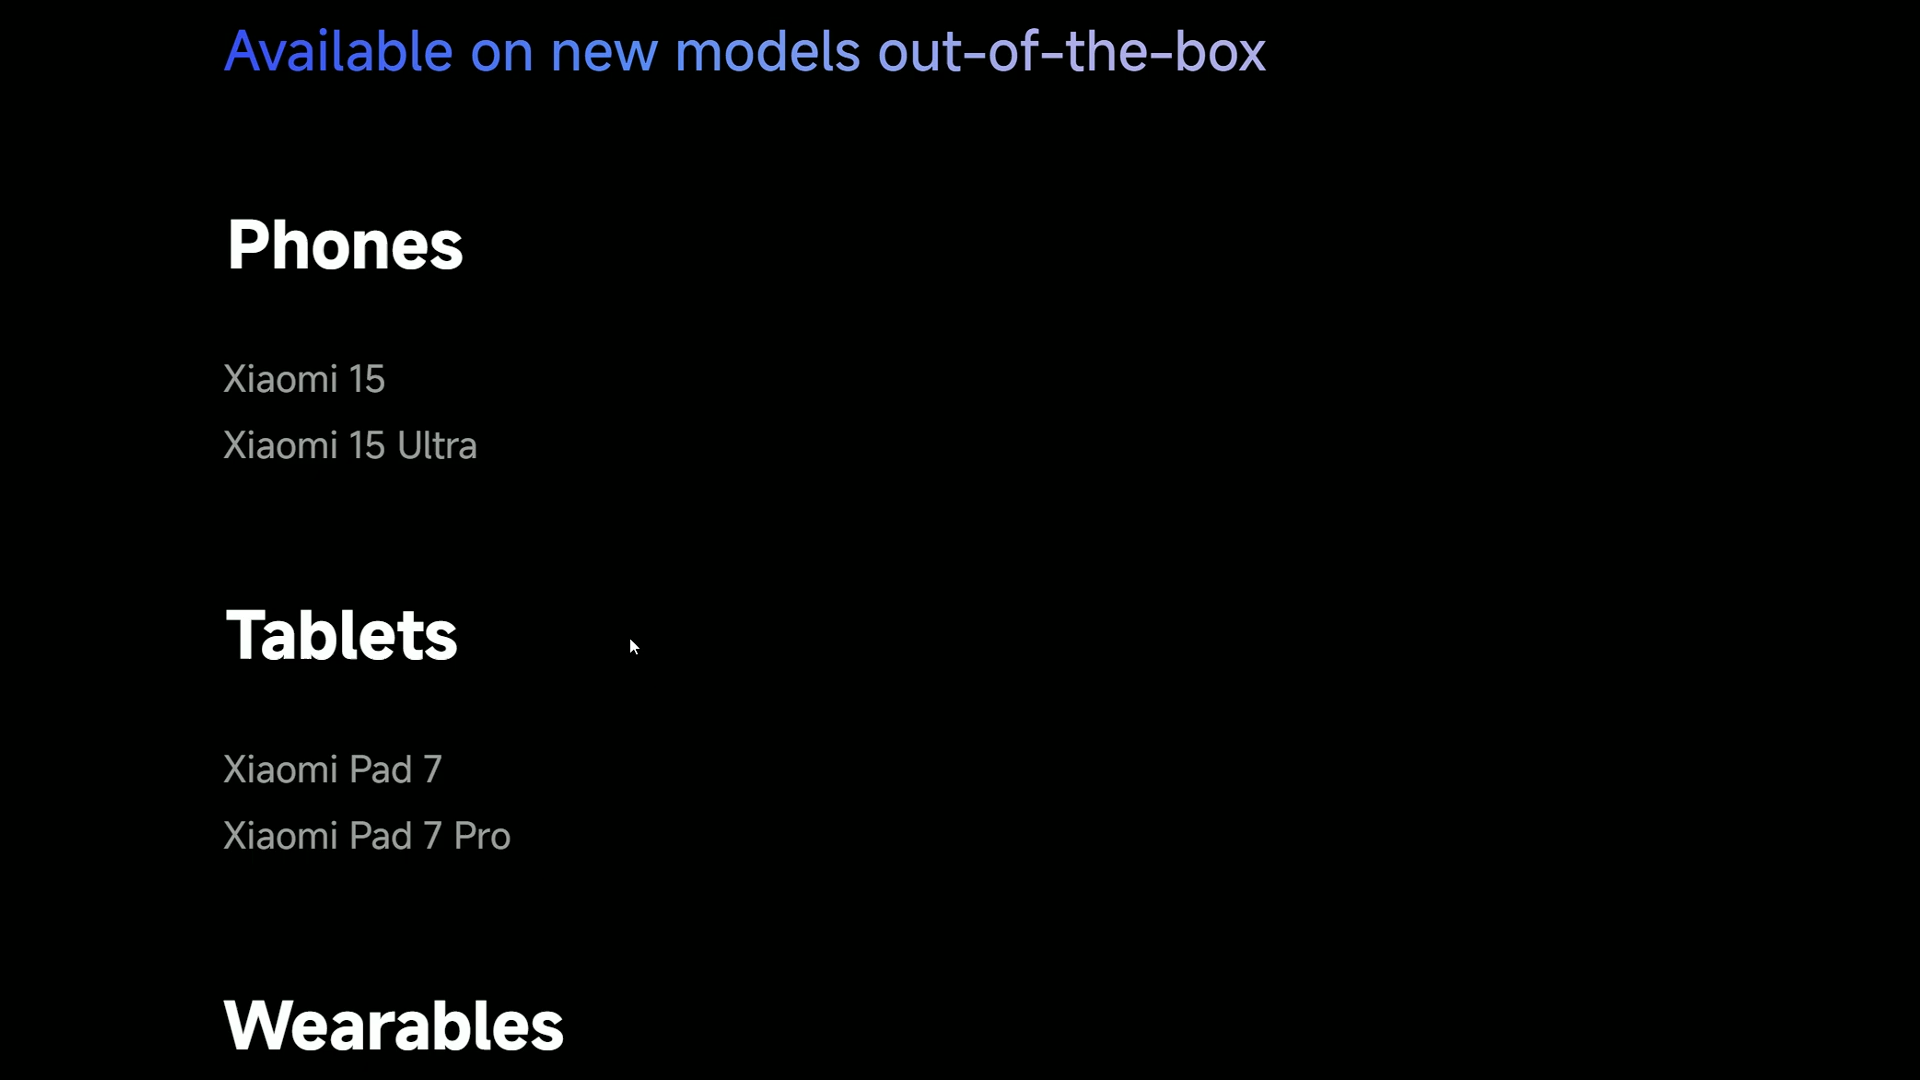 Available on new models out-of-the-box
Phones
Xiaomi 15
Xiaomi 15 Ultra
Tablets
Xiaomi Pad 7
Xiaomi Pad 7 Pro
Wearables